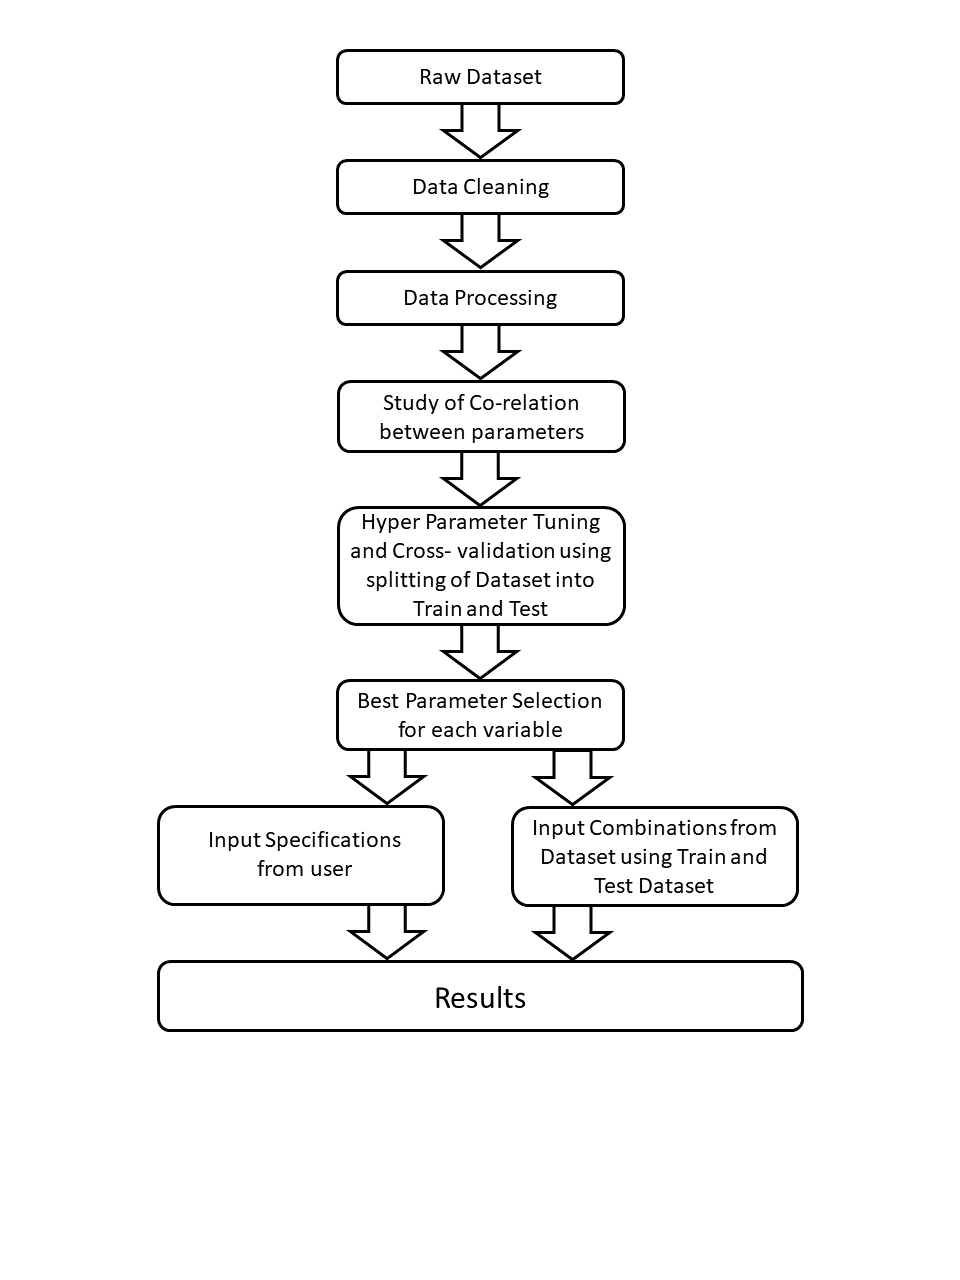 Raw Dataset
Data Cleaning
Data Processing
Study of Co-relation
between parameters
Hyper Parameter Tuning
and Cross- validation using
splitting of Dataset into
Train and Test
Best Parameter Selection
for each variable
Input Specifications
from user
Input Combinations from
Dataset using Train and
Test Dataset
Results